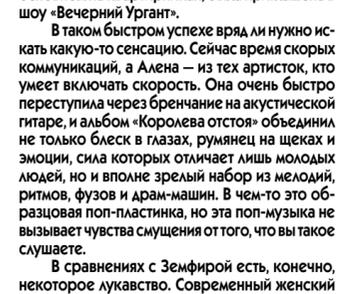 шоу «Вечерний Ургант».
В таком быстром успехе вряд ли нужно ис-
кать какую-то сенсацию. Сейчас время скорых
коммуникаций, а Алена — из тех артисток, кто
умеет включать скорость. Она очень быстро
переступила через бренчание на акустической
гитаре, и альбом «Королева отстоя» объединил
не только блеск в глазах, румянец на щеках и
эмоции, сила которых отличает лишь молодых
людей, но и вполне зрелый набор из мелодий,
ритмов, фузов и драм-машин. В чем-то это об-
разцовая поп-пластинка, но эта поп-музыка не
вызывает чувства смущения от того, что вы такое
слушаете.
В сравнениях с Земфирой есть, конечно,
некоторое лукавство. Современный женский